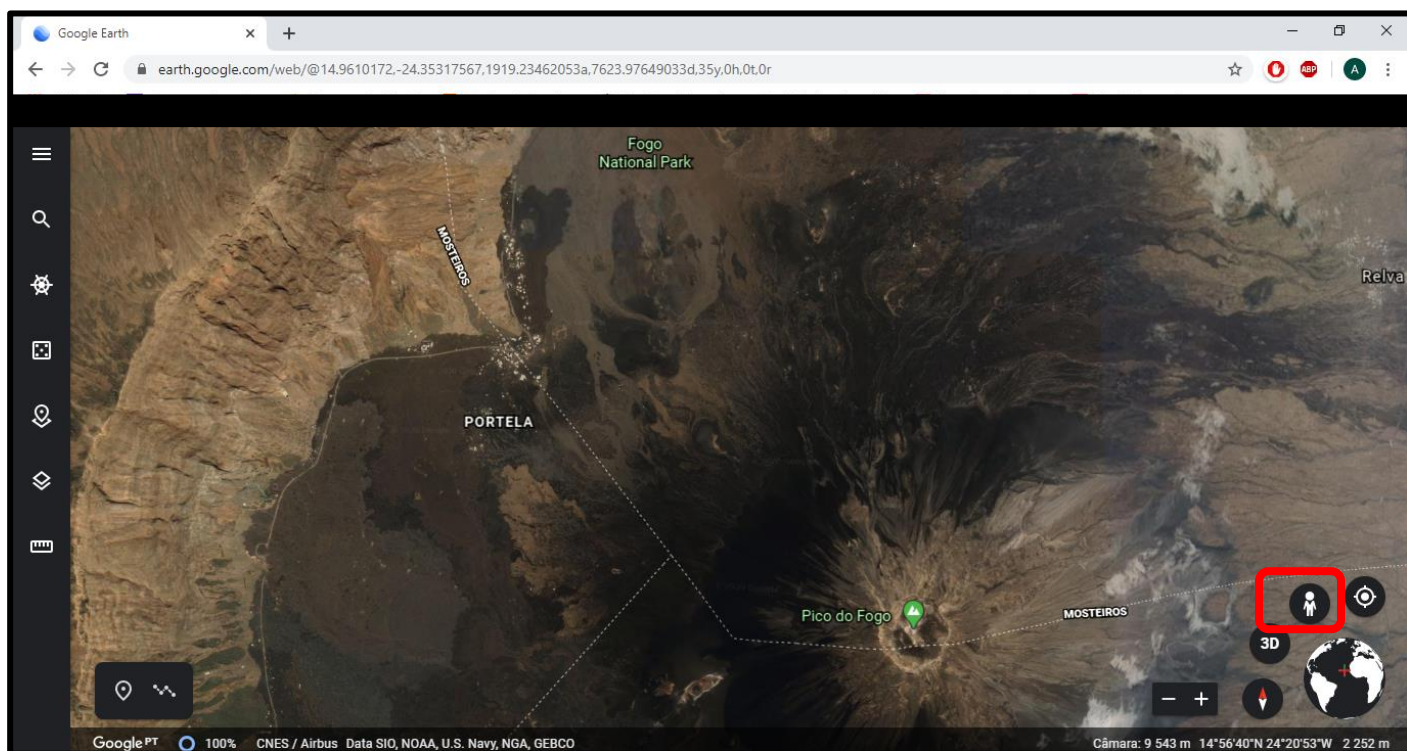 Google Earth
earth.google.com/web/@14.9610172,-24.35317567,1919.23462053a,7623.97649033d,35y,0h,0t,0r
ABP
A
Fogo
National Park
MOSTEIROS
Relva
PORTELA
Pico do Fogo
MOSTEIROS
3D
Google PT 100% CNES / Airbus Data SIO, NOAA, U.S. Navy, NGA, GEBCO
Câmara: 9 543 m 14°56'40"N 24°20'53"W 2 252 m